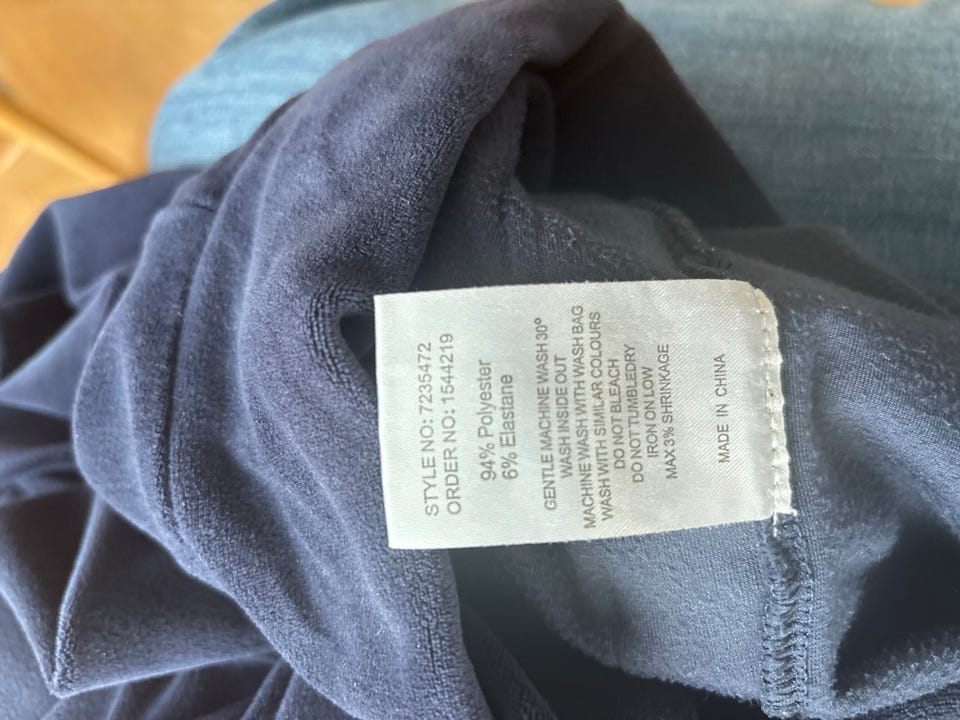 STYLE NO: 7235472
ORDER NO: 1544219
94% Polyester
6% Elastane
GENTLE MACHINE WASH 30º
WASH INSIDE OUT
MACHINE WASH WITH WASH BAG
WASH WITH SIMILAR COLOURS
DO NOT BLEACH
DO NOT TUMBLEDRY
IRON ON LOW
MAX 3% SHRINKAGE
MADE IN CHINA